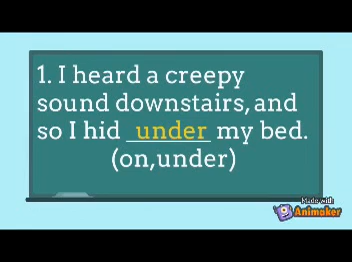 1. I heard a creepy
sound downstairs, and
so I hid under my bed.
(on,under)
Made with
Animaker